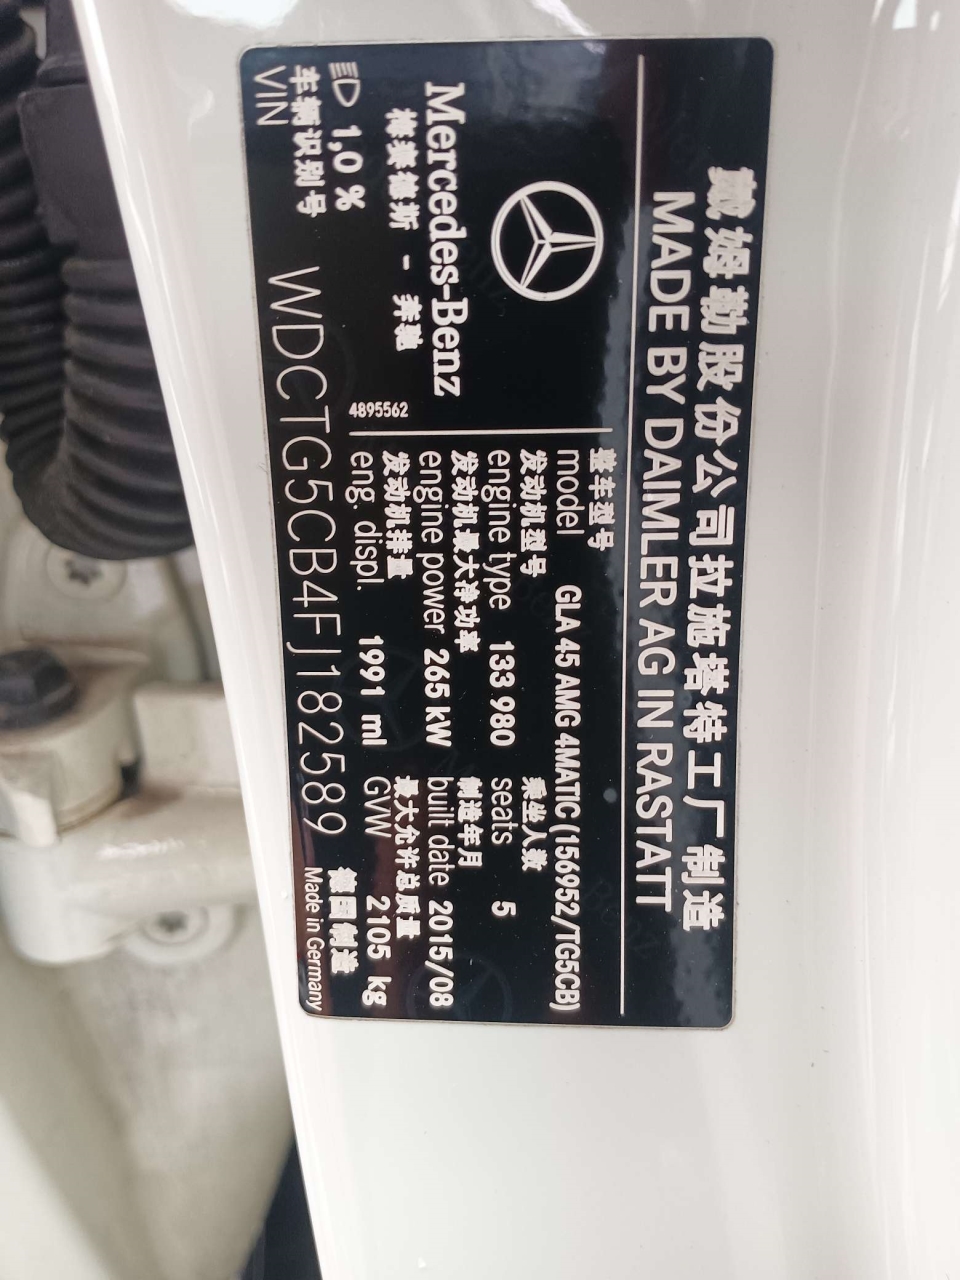 戴姆勒股份公司拉施塔特工厂制造
MADE BY DAIMLER AG IN RASTATT
Mercedes-Benz
梅赛德斯 - 奔驰
4895562
整车型号
model GLA 45 AMG 4MATIC (156952/TG5CB)
发动机型号 乘坐人数
engine type 133 980 seats 5
发动机最大净功率 制造年月
engine power 265 kW built date 2015/08
发动机排量 最大允许总质量
eng. displ. 1991 ml GVW 2105 kg
1,0 %
车辆识别号 德国制造
VIN WDCTG5CB4FJ182589 Made in Germany